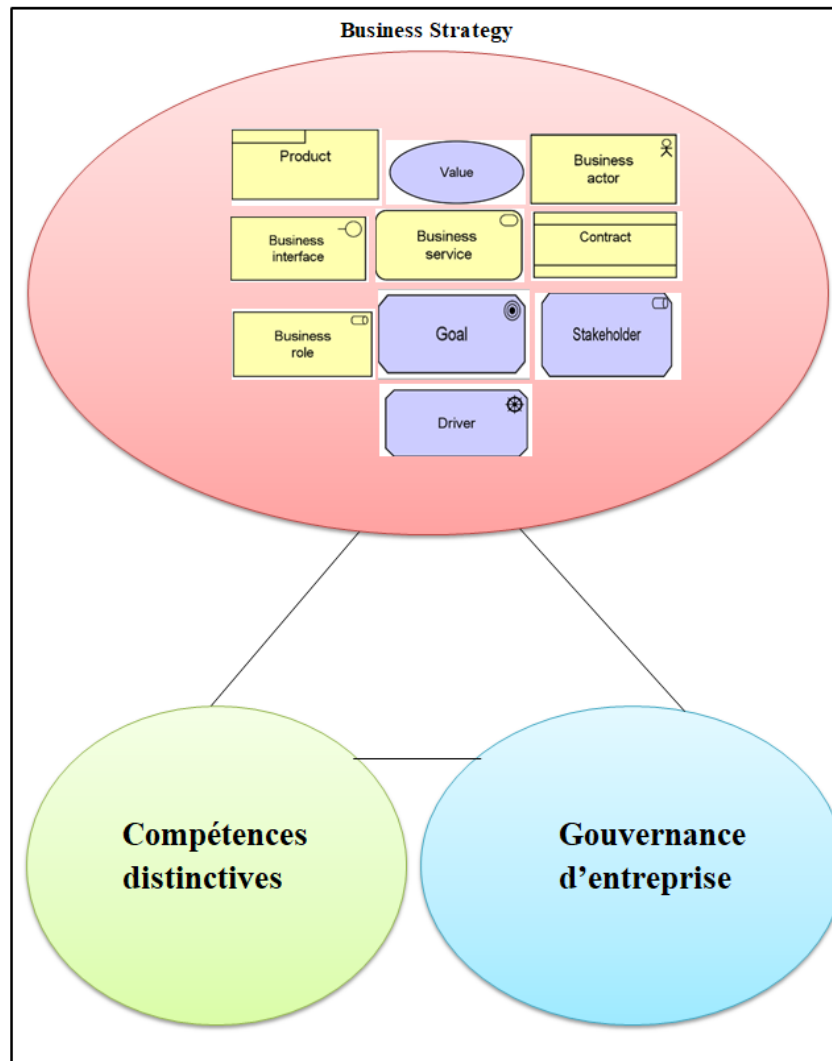 Business Strategy
Product
Value
Business
actor
Business
interface
Business
service
Contract
Business
role
Goal
Stakeholder
Driver
Compétences
distinctives
Gouvernance
d’entreprise